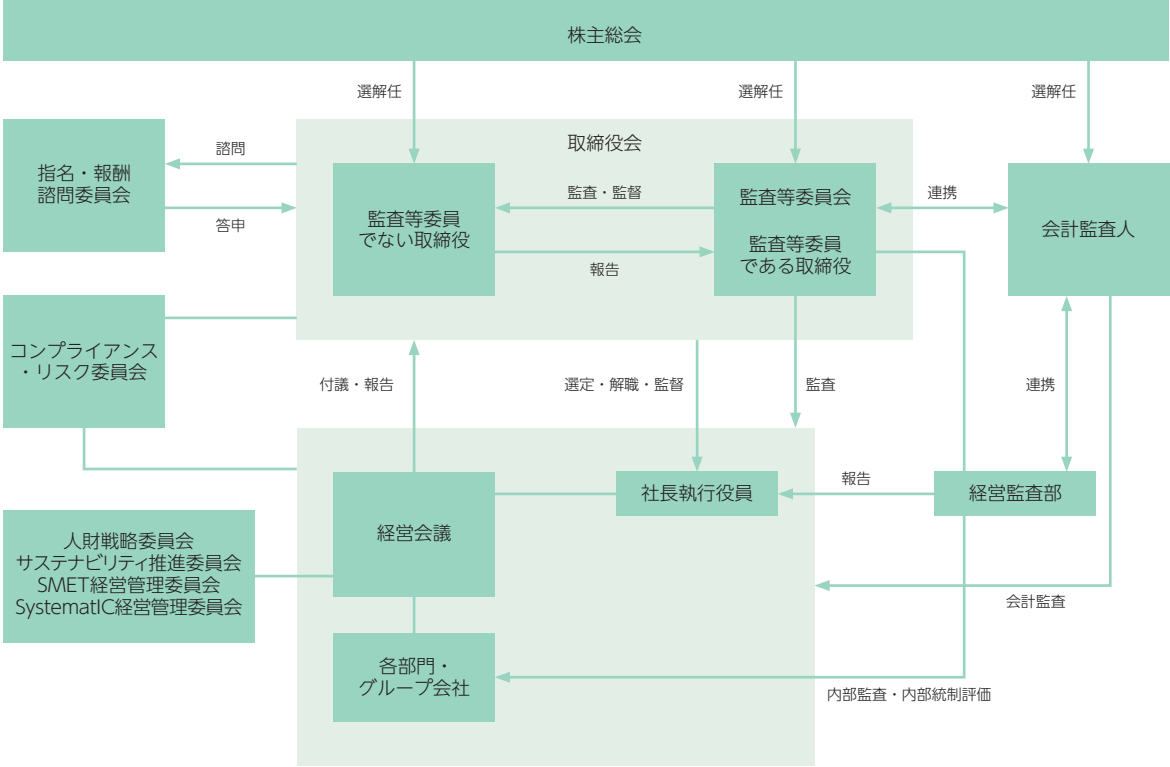 株主総会
選解任
選解任
選解任
指名・報酬
諮問委員会
諮問
答申
取締役会
監査等委員
でない取締役
監査・監督
報告
監査等委員会
監査等委員
である取締役
連携
会計監査人
コンプライアンス
・リスク委員会
付議・報告
選定・解職・監督
監査
連携
経営会議
社長執行役員
報告
経営監査部
人財戦略委員会
サステナビリティ推進委員会
SMET経営管理委員会
SystematIC経営管理委員会
会計監査
各部門・
グループ会社
内部監査・内部統制評価